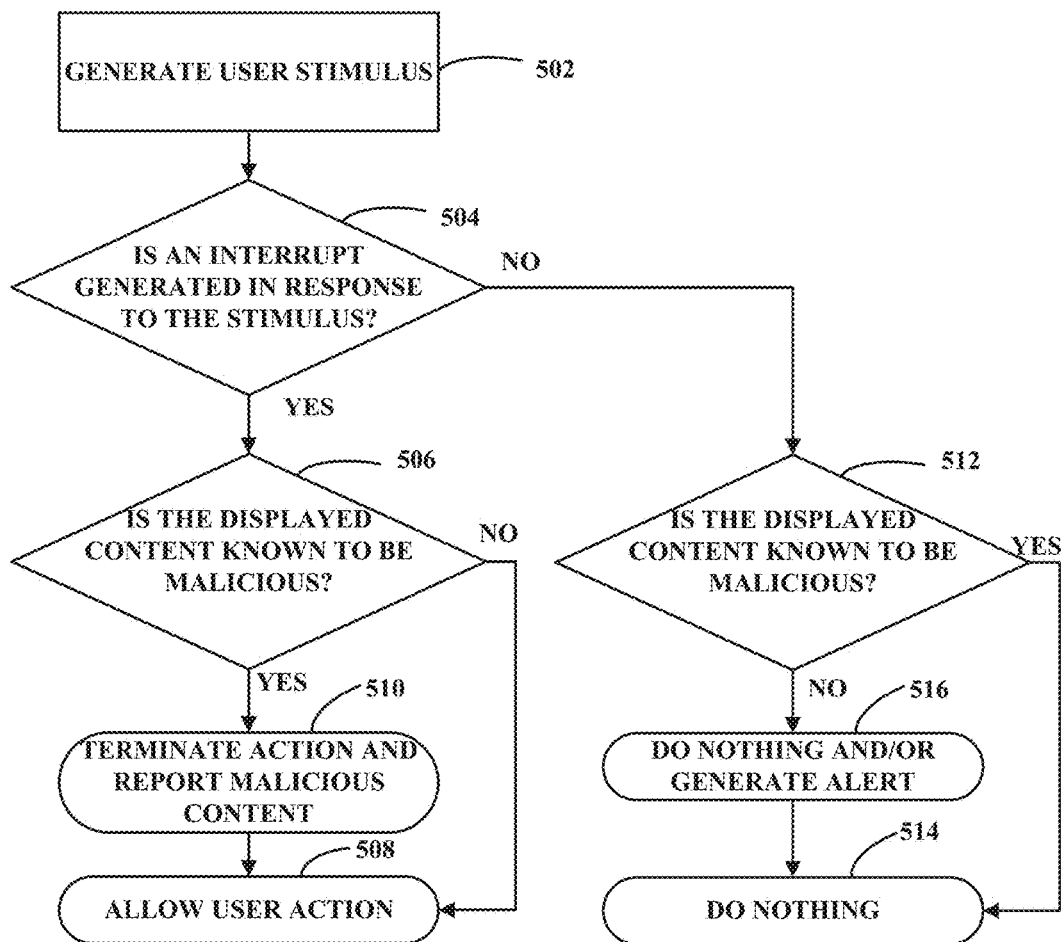 GENERATE USER STIMULUS
502
504
IS AN INTERRUPT
GENERATED IN RESPONSE
TO THE STIMULUS?
NO
YES
506
IS THE DISPLAYED
CONTENT KNOWN TO BE
MALICIOUS?
NO
512
IS THE DISPLAYED
CONTENT KNOWN TO BE
MALICIOUS?
YES
YES
510
TERMINATE ACTION AND
REPORT MALICIOUS
CONTENT
NO
516
DO NOTHING AND/OR
GENERATE ALERT
508
ALLOW USER ACTION
514
DO NOTHING